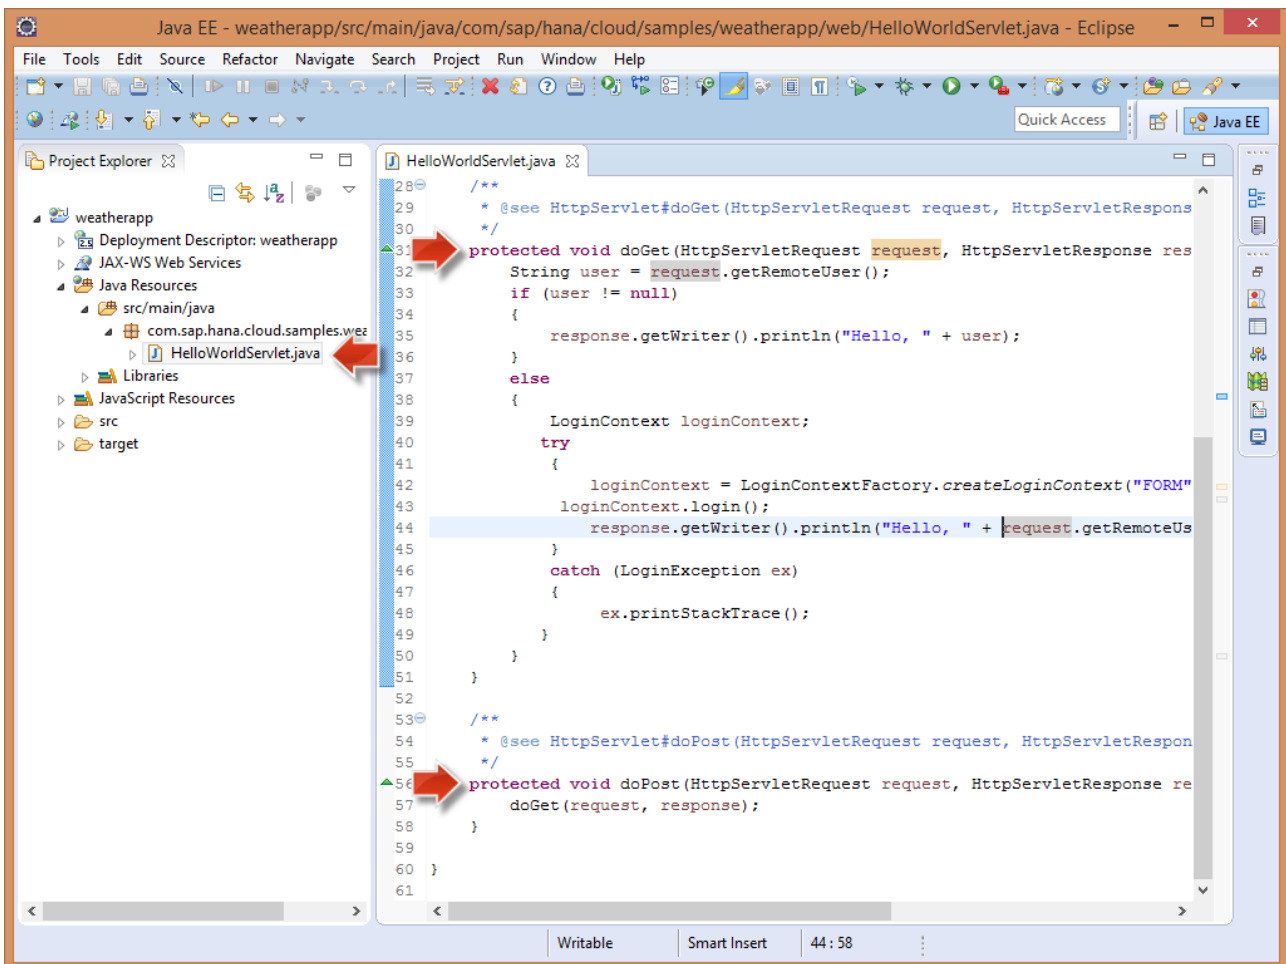 Java EE - weatherapp/src/main/java/com/sap/hana/cloud/samples/weatherapp/web/HelloWorldServlet.java - Eclipse
File Tools Edit Source Refactor Navigate Search Project Run Window Help
Quick Access
Java EE
Project Explorer
HelloWorldServlet.java
weatherapp
Deployment Descriptor: weatherapp
JAX-WS Web Services
Java Resources
src/main/java
com.sap.hana.cloud.samples.wea
HelloWorldServlet.java
Libraries
JavaScript Resources
src
target
28 /**
29 * @see HttpServlet#doGet(HttpServletRequest request, HttpServletRespons
30 */
31 protected void doGet(HttpServletRequest request, HttpServletResponse res
32 String user = request.getRemoteUser();
33 if (user != null)
34 {
35 response.getWriter().println("Hello, " + user);
36 }
37 else
38 {
39 LoginContext loginContext;
40 try
41 {
42 loginContext = LoginContextFactory.createLoginContext("FORM"
43 loginContext.login();
44 response.getWriter().println("Hello, " + request.getRemoteUs
45 }
46 catch (LoginException ex)
47 {
48 ex.printStackTrace();
49 }
50 }
51 }
52
53 /**
54 * @see HttpServlet#doPost(HttpServletRequest request, HttpServletRespon
55 */
56 protected void doPost(HttpServletRequest request, HttpServletResponse re
57 doGet(request, response);
58 }
59
60 }
61
Writable Smart Insert 44 : 58